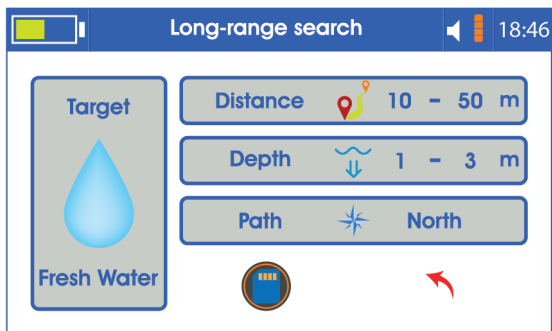 Long-range search
18:46
Target
Fresh Water
Distance 10 - 50 m
Depth 1 - 3 m
Path North